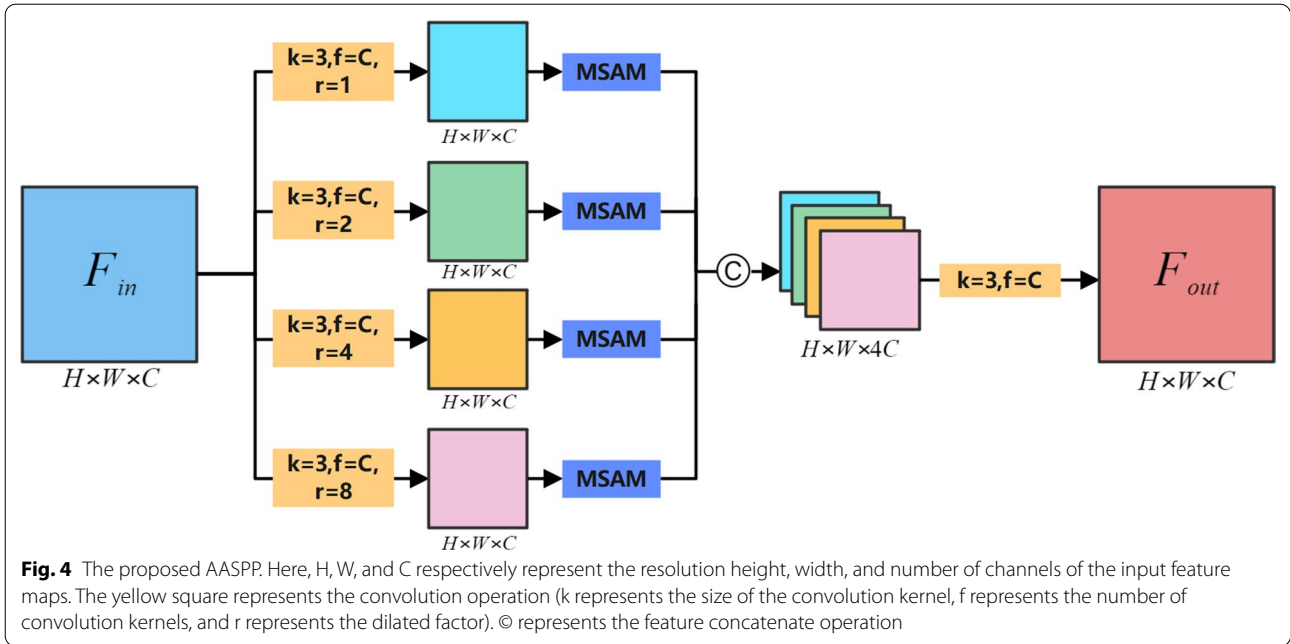 k=3,f=C,
r=1
H×W×C
MSAM
k=3,f=C,
r=2
H×W×C
MSAM
F in
H×W×C
k=3,f=C,
r=4
H×W×C
MSAM
k=3,f=C,
r=8
H×W×C
MSAM
C
H×W×4C
k=3,f=C
F out
H×W×C
Fig. 4 The proposed AASPP. Here, H, W, and C respectively represent the resolution height, width, and number of channels of the input feature
maps. The yellow square represents the convolution operation (k represents the size of the convolution kernel, f represents the number of
convolution kernels, and r represents the dilated factor). © represents the feature concatenate operation